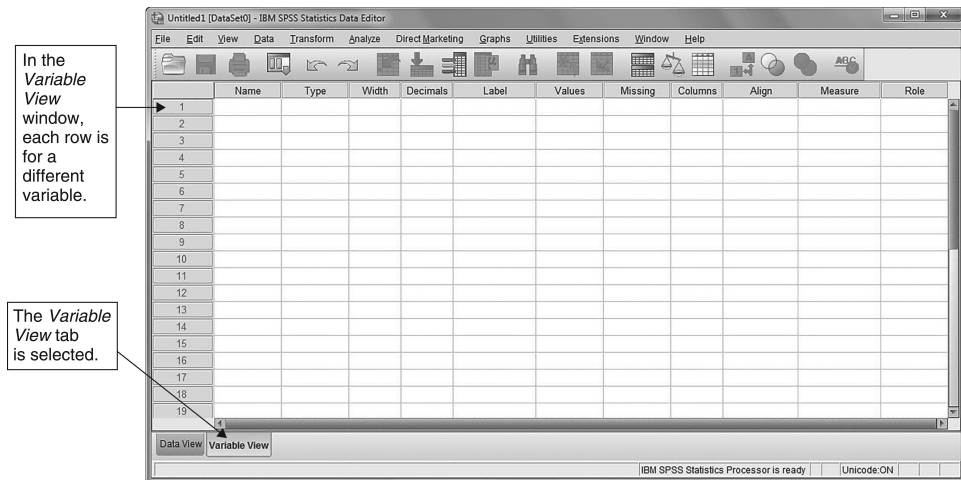 Untitled1 [DataSet0] - IBM SPSS Statistics Data Editor
File Edit View Data Transform Analyze Direct Marketing Graphs Utilities Extensions Window Help
In the
Variable
View
window,
each row is
for a
different
variable.
Name Type Width Decimals Label Values Missing Columns Align Measure Role
1
2
3
4
5
6
7
8
9
10
11
12
13
14
15
16
17
18
19
The Variable
View tab
is selected.
Data View Variable View
IBM SPSS Statistics Processor is ready Unicode:ON